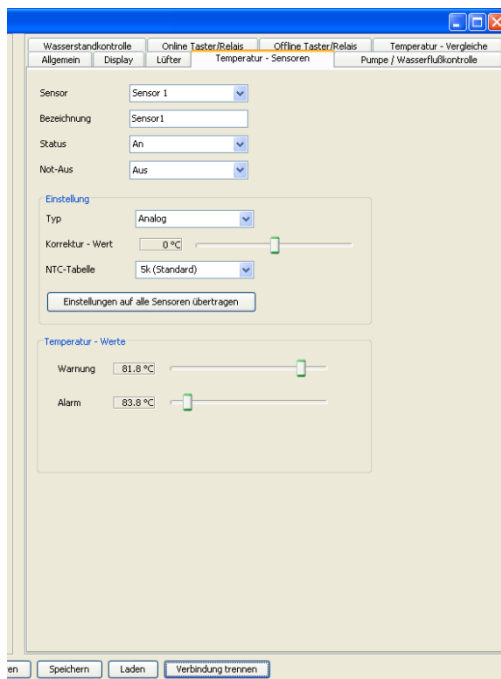 Wasserstandkontrolle Online Taster/Relais Offline Taster/Relais Temperatur - Vergleiche
Allgemein Display Lüfter Temperatur - Sensoren Pumpe / Wasserflußkontrolle
Sensor Sensor 1
Bezeichnung Sensor1
Status An
Not-Aus Aus
Einstellung
Typ Analog
Korrektur - Wert 0 °C
NTC-Tabelle 5k (Standard)
Einstellungen auf alle Sensoren übertragen
Temperatur - Werte
Warnung 81.8 °C
Alarm 83.8 °C
en Speichern Laden Verbindung trennen